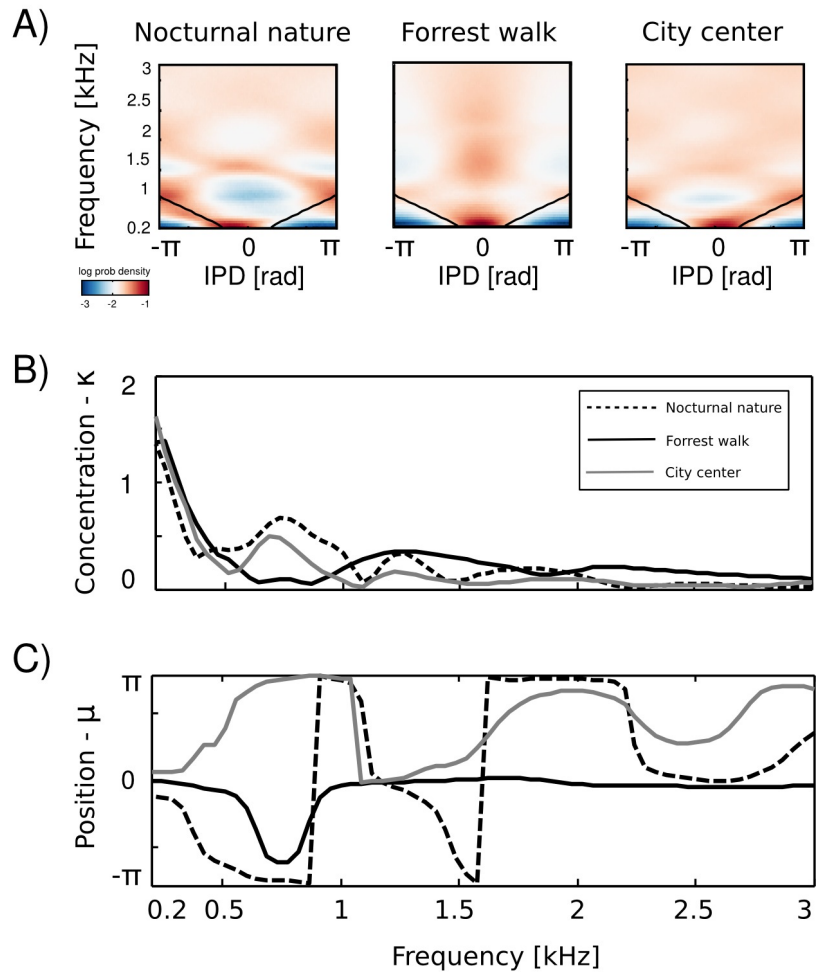 A)
Nocturnal nature
Forrest walk
City center
Frequency [kHz]
3
2.5
2
1.5
1
0.2
-π 0 π
-π 0 π
-π 0 π
IPD [rad]
IPD [rad]
IPD [rad]
log prob density
-3 -2 -1
B)
Concentration - κ
2
1
0
Nocturnal nature
Forrest walk
City center
C)
Position - μ
π
0
-π
0.2 0.5 1 1.5 2 2.5 3
Frequency [kHz]